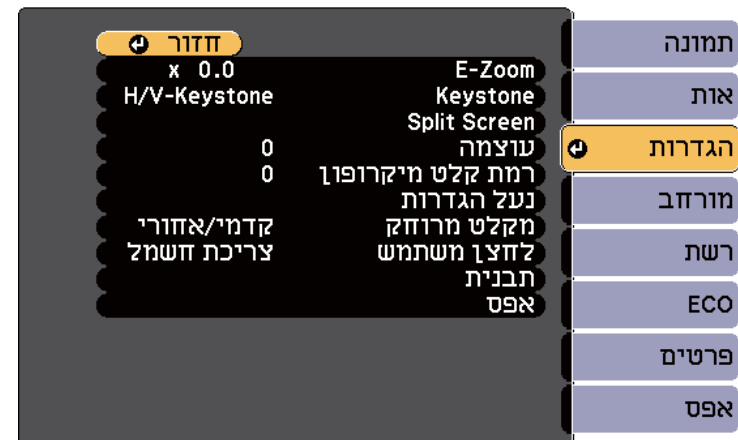 תמונה
אות
הגדרות
מורחב
רשת
ECO
פרטים
אפס
חזור
E-Zoom x 0.0
Keystone H/V-Keystone
Split Screen
עוצמה 0
רמת קלט מיקרופון 0
נעל הגדרות
מקלט מרוחק קדמי/אחורי
לחצן משתמש צריכת חשמל
תבנית
אפס